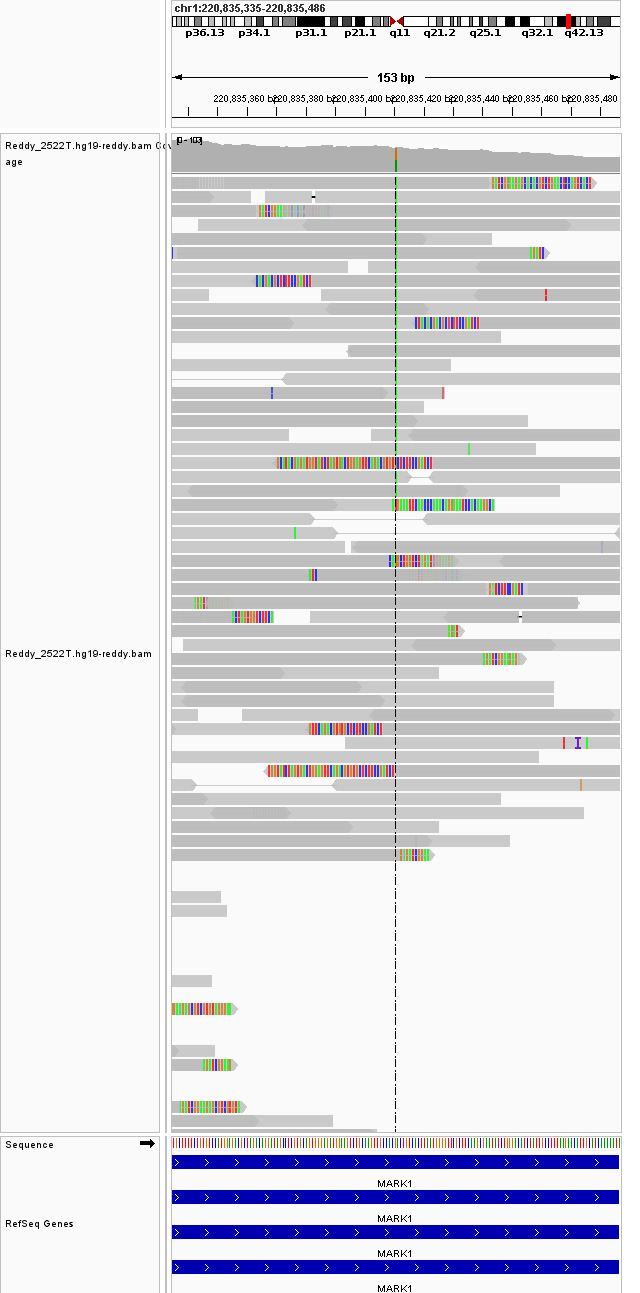 chr1:220,835,335-220,835,486
p36.13 p34.1 p31.1 p21.1 q11 q21.2 q25.1 q32.1 q42.13
153 bp
220,835,360 bp 220,835,380 bp 220,835,400 bp 220,835,420 bp 220,835,440 bp 220,835,460 bp 220,835,480
Reddy_2522T.hg19-reddy.bam Cov
age
[0 - 103]
Reddy_2522T.hg19-reddy.bam
Sequence
MARK1
MARK1
RefSeq Genes
MARK1
MARK1